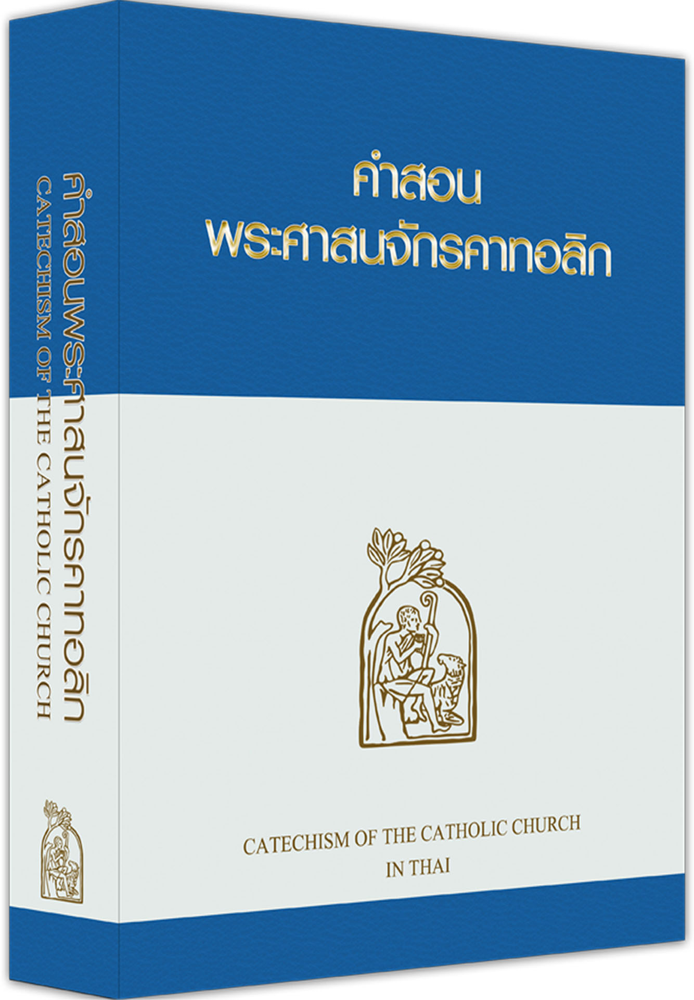 คำสอน
พระศาสนจักรคาทอลิก
CATECHISM OF THE CATHOLIC CHURCH
IN THAI
คำสอนพระศาสนจักรคาทอลิก
CATECHISM OF THE CATHOLIC CHURCH